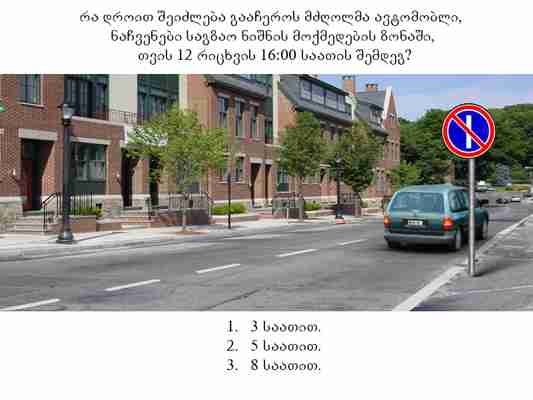 რა დროით შეიძლება გააჩეროს მძღოლმა ავტომობილი,
ნაჩვენები საგზაო ნიშნის მოქმედების ზონაში,
თვის 12 რიცხვის 16:00 საათის შემდეგ?
1. 3 საათით.
2. 5 საათით.
3. 8 საათით.